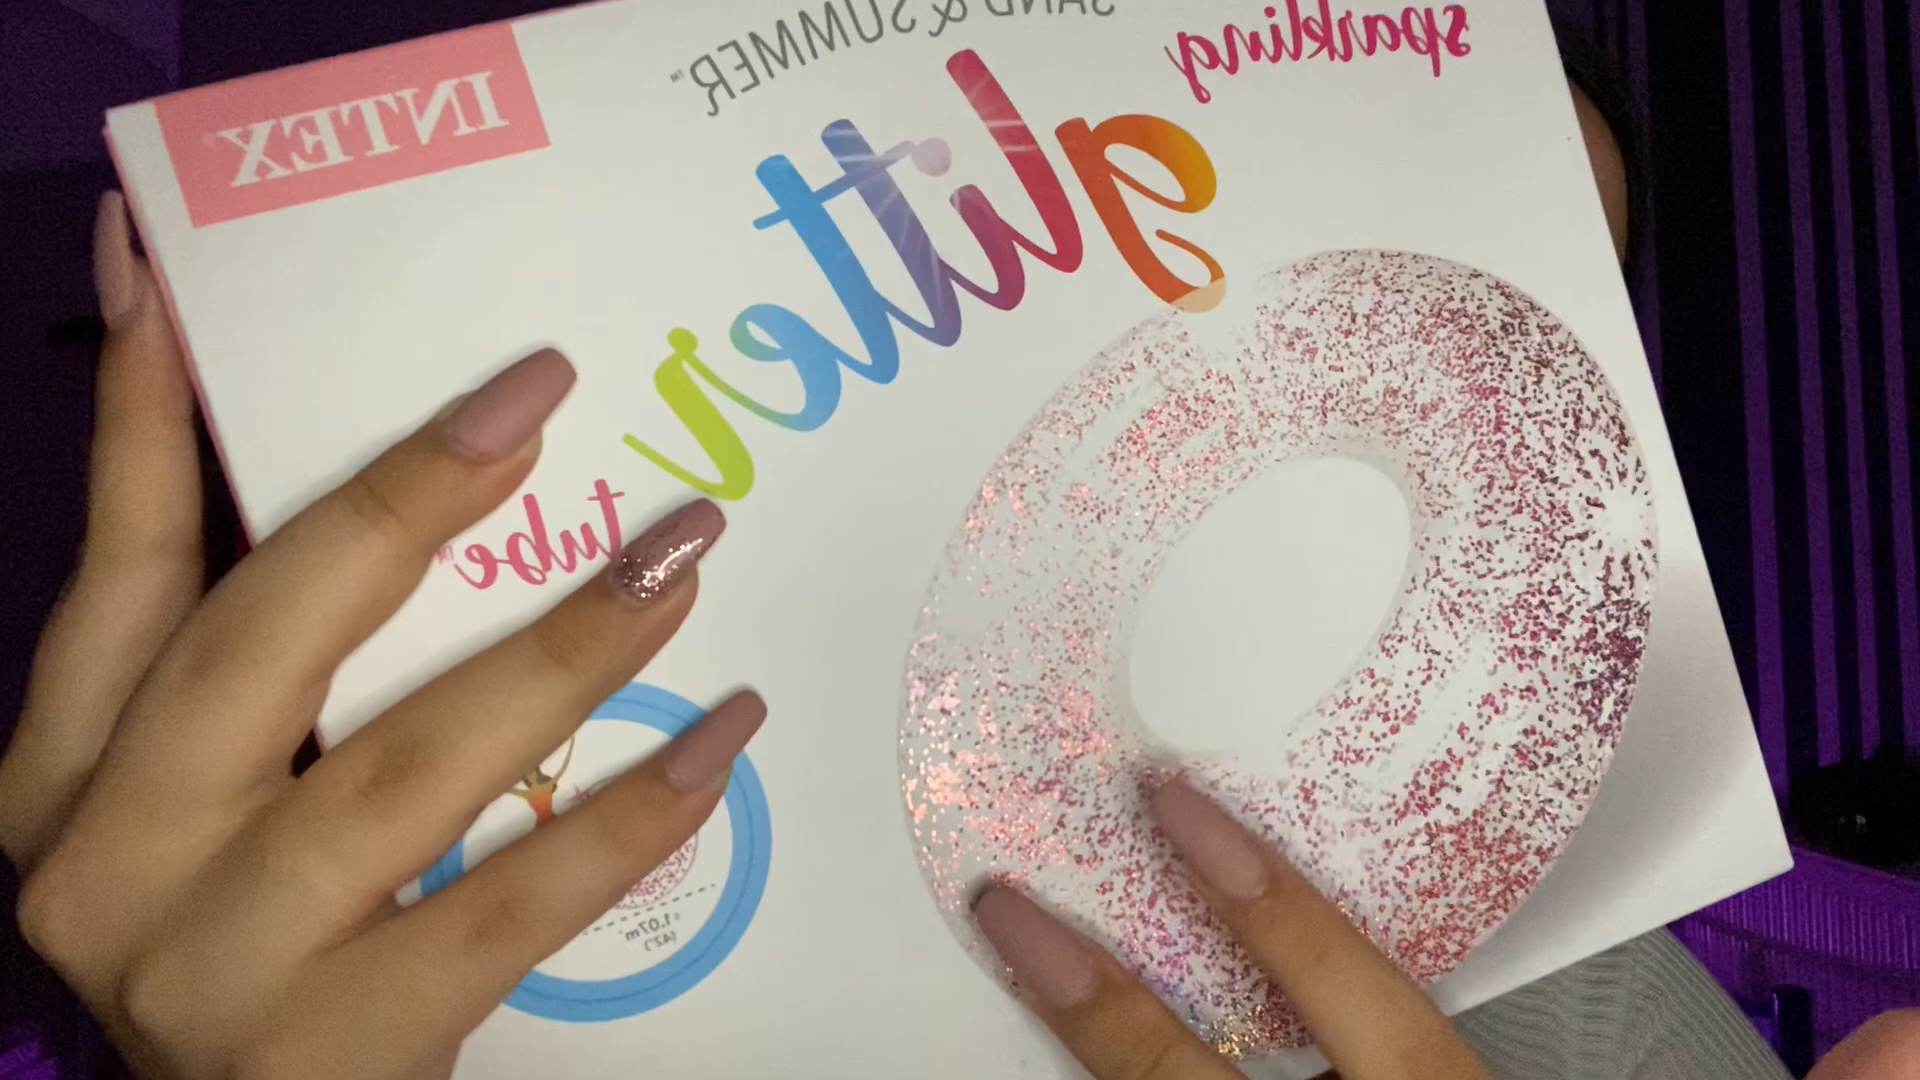 SAND & SUMMER™
INTEX®
sparkling
glitter
tube™
1.07m
(42")